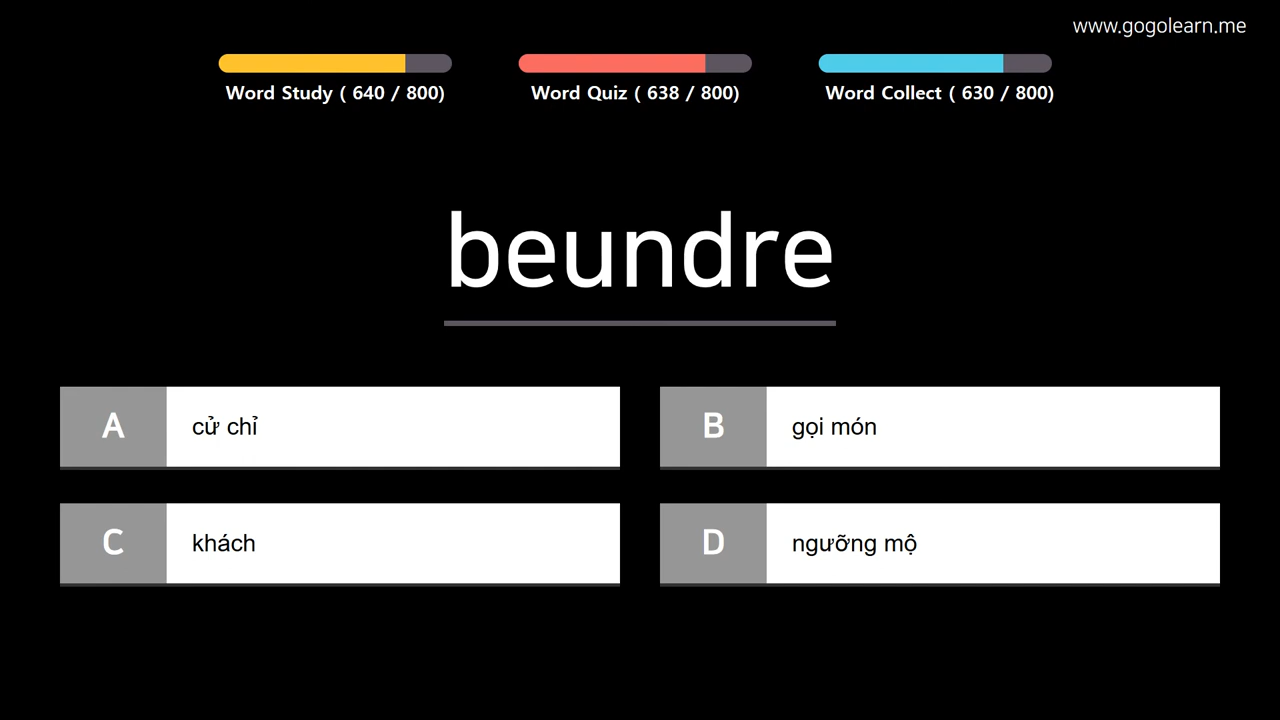 www.gogolearn.me
Word Study ( 640 / 800)
Word Quiz ( 638 / 800)
Word Collect ( 630 / 800)
beundre
A
cử chỉ
B
gọi món
C
khách
D
ngưỡng mộ